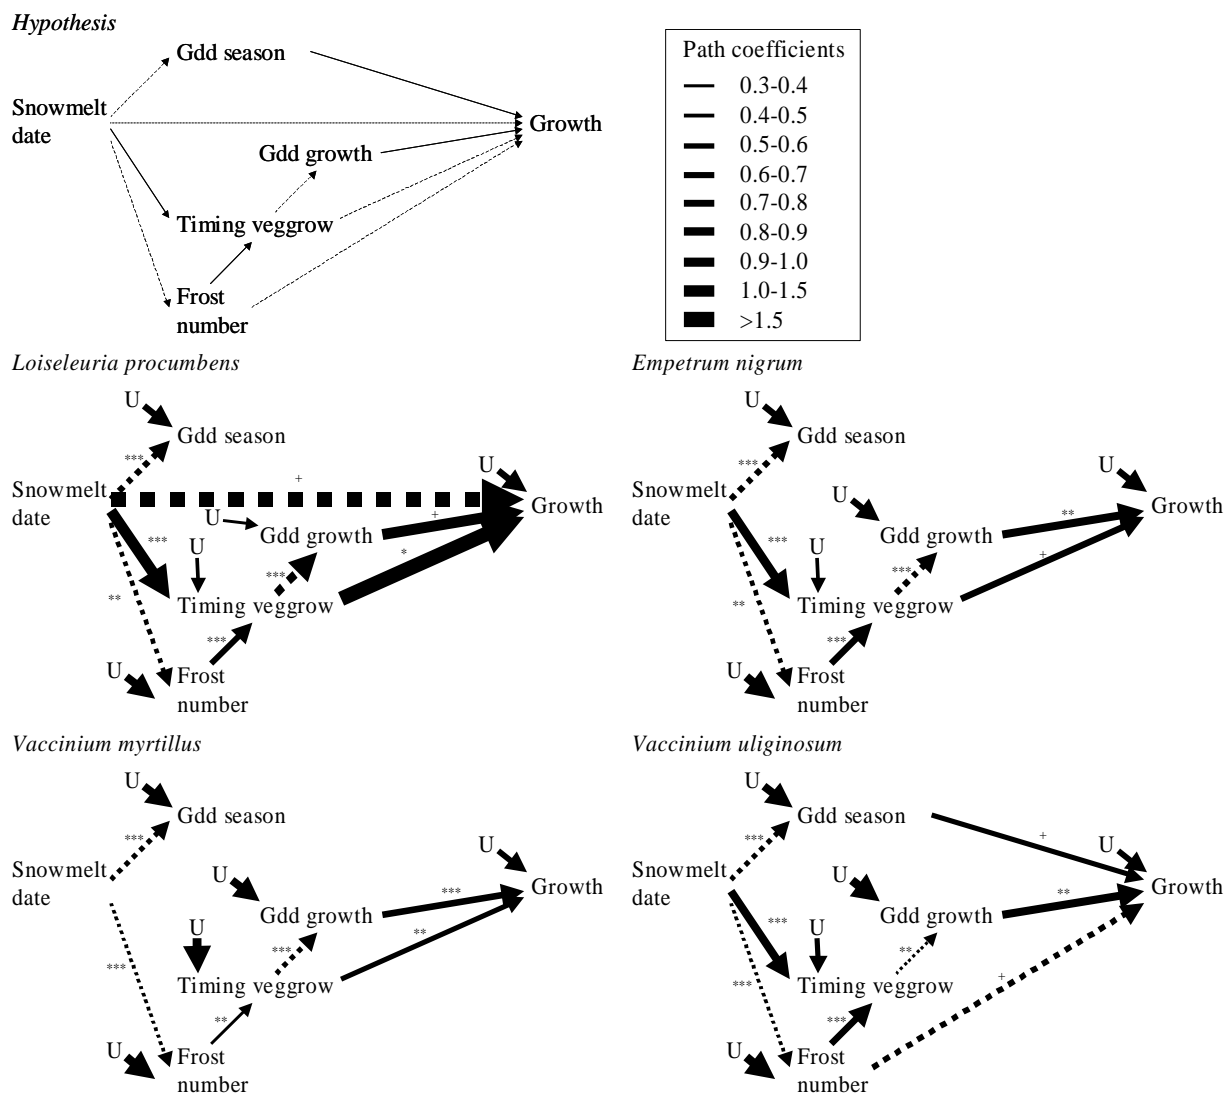 Hypothesis
Gdd season
Snowmelt
date
Growth
Gdd growth
Timing veggrow
Frost
number
Path coefficients
0.3-0.4
0.4-0.5
0.5-0.6
0.6-0.7
0.7-0.8
0.8-0.9
0.9-1.0
1.0-1.5
>1.5
Loiseleuria procumbens
U
Gdd season
***
U
+
Snowmelt
date
Growth
U
+
Gdd growth
***
U
*
***
**
Timing veggrow
***
U
Frost
number
Empetrum nigrum
U
Gdd season
***
U
Snowmelt
date
U
**
Growth
Gdd growth
***
U
+
***
**
Timing veggrow
***
U
Frost
number
Vaccinium myrtillus
U
Gdd season
***
U
Snowmelt
date
U
***
Growth
Gdd growth
U
**
***
***
Timing veggrow
**
U
Frost
number
Vaccinium uliginosum
U
Gdd season
***
+
U
Snowmelt
date
U
**
Growth
Gdd growth
***
U
**
***
Timing veggrow
+
***
U
Frost
number